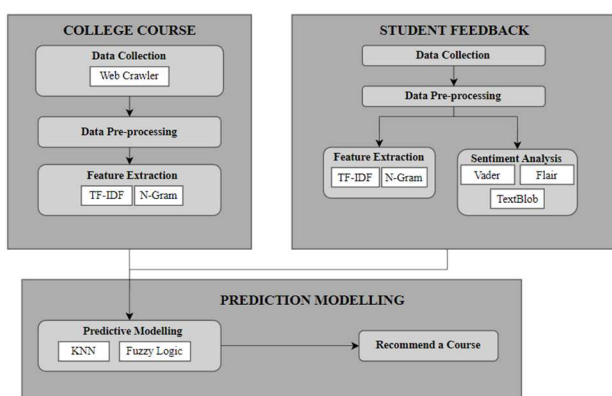 COLLEGE COURSE
Data Collection
Web Crawler
Data Pre-processing
Feature Extraction
TF-IDF N-Gram
STUDENT FEEDBACK
Data Collection
Data Pre-processing
Feature Extraction
TF-IDF N-Gram
Sentiment Analysis
Vader Flair
TextBlob
PREDICTION MODELLING
Predictive Modelling
KNN Fuzzy Logic
Recommend a Course